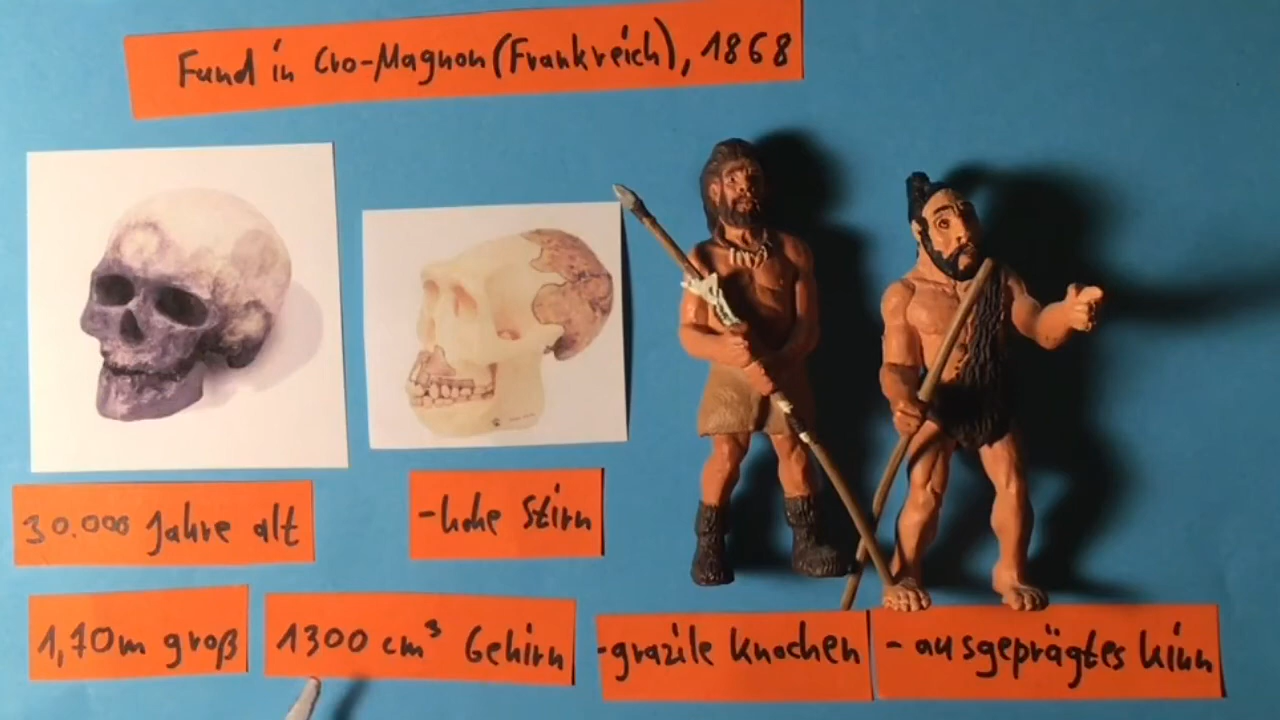 Fund in Cro-Magnon (Frankreich), 1868
30.000 Jahre alt
-hohe Stirn
1,70m groß
1300 cm³ Gehirn
-grazile Knochen
- ausgeprägtes Kinn